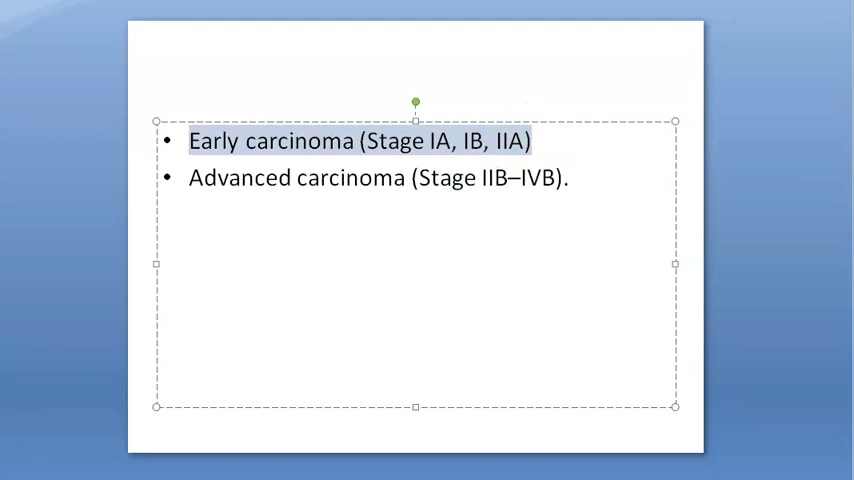 • Early carcinoma (Stage IA, IB, IIA)
• Advanced carcinoma (Stage IIB–IVB).